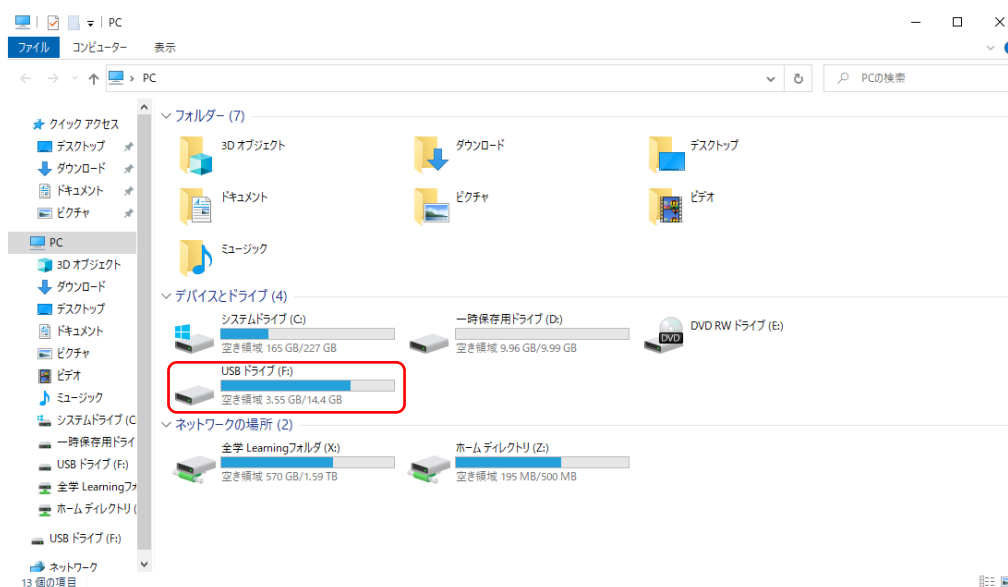 PC
ファイル コンピューター 表示
PC PCの検索
クイック アクセス
デスクトップ
ダウンロード
ドキュメント
ピクチャ
PC
3D オブジェクト
ダウンロード
デスクトップ
ドキュメント
ピクチャ
ビデオ
ミュージック
システムドライブ (C
一時保存用ドライ
USB ドライブ (F:)
全学 Learningフォ
ホーム ディレクトリ (
USB ドライブ (F:)
ネットワーク
フォルダー (7)
3D オブジェクト
ダウンロード
デスクトップ
ドキュメント
ピクチャ
ビデオ
ミュージック
デバイスとドライブ (4)
システムドライブ (C:)
空き領域 165 GB/227 GB
一時保存用ドライブ (D:)
空き領域 9.96 GB/9.99 GB
DVD RW ドライブ (E:)
DVD
USB ドライブ (F:)
空き領域 3.55 GB/14.4 GB
ネットワークの場所 (2)
全学 Learningフォルダ (X:)
空き領域 570 GB/1.59 TB
ホーム ディレクトリ (Z:)
空き領域 195 MB/500 MB
13 個の項目